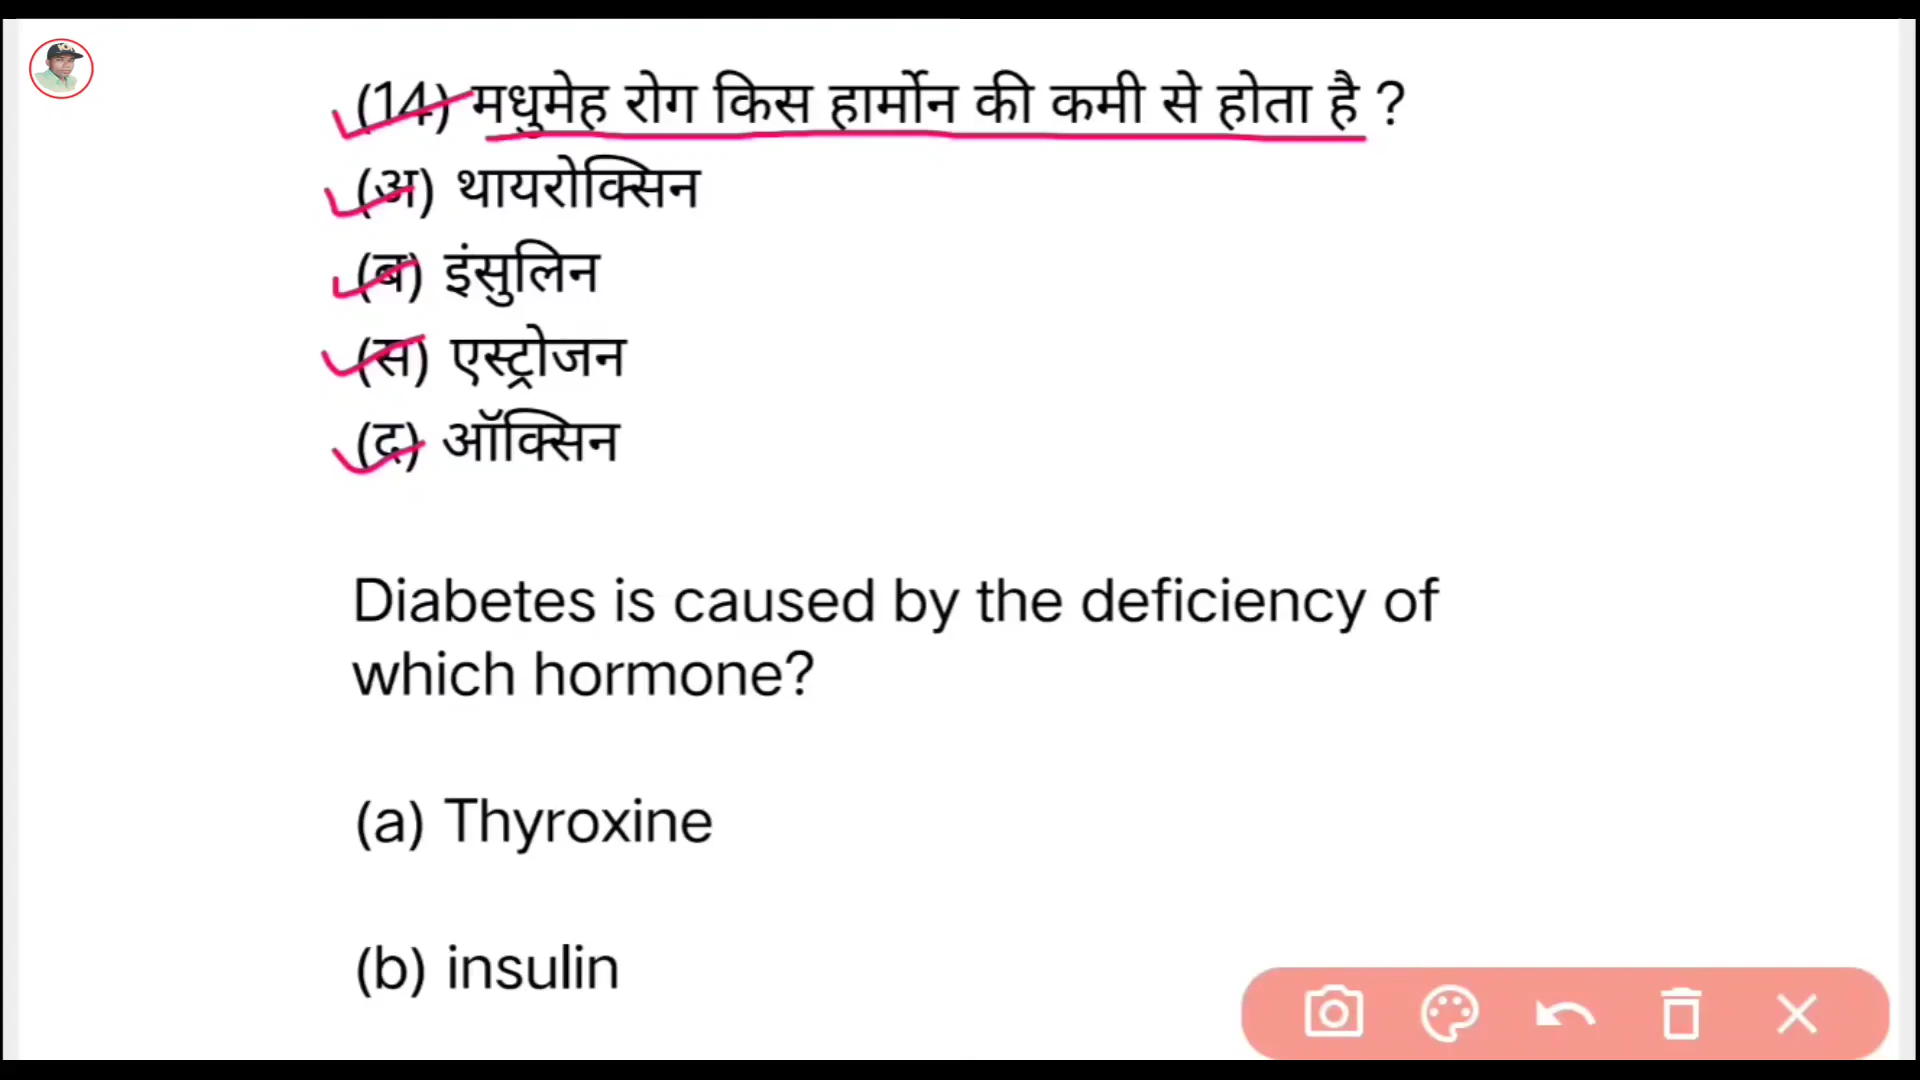 (14) मधुमेह रोग किस हार्मोन की कमी से होता है ?
(अ) थायरोक्सिन
(ब) इंसुलिन
(स) एस्ट्रोजन
(द) ऑक्सिन
Diabetes is caused by the deficiency of
which hormone?
(a) Thyroxine
(b) insulin